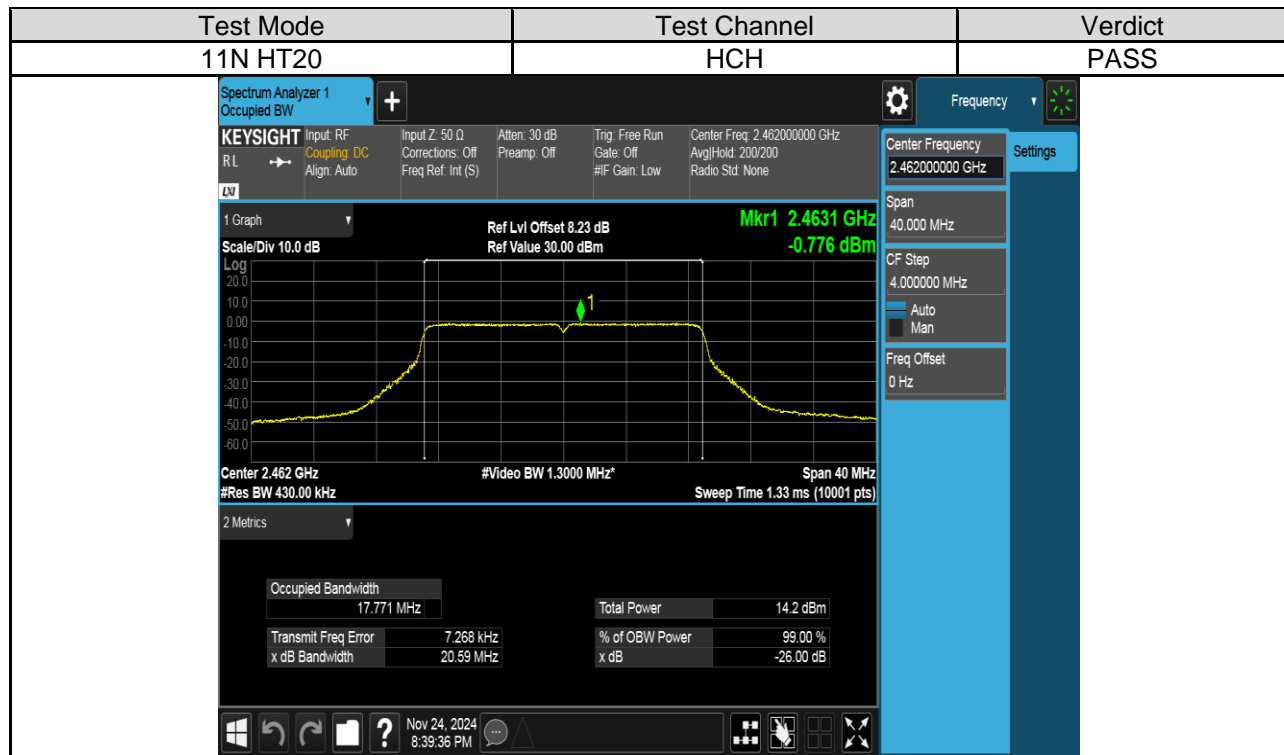 Test Mode Test Channel Verdict
11N HT20 HCH PASS
Spectrum Analyzer 1
Occupied BW
+
Frequency
KEYSIGHT
R L
LXI
Input: RF
Coupling: DC
Align: Auto
Input Z: 50 Ω
Corrections: Off
Freq Ref: Int (S)
Atten: 30 dB
Preamp: Off
Trig: Free Run
Gate: Off
#IF Gain: Low
Center Freq: 2.462000000 GHz
Avg|Hold: 200/200
Radio Std: None
Center Frequency
2.462000000 GHz
Settings
Span
40.000 MHz
CF Step
4.000000 MHz
Auto
Man
Freq Offset
0 Hz
1 Graph
Scale/Div 10.0 dB
Ref Lvl Offset 8.23 dB
Ref Value 30.00 dBm
Mkr1 2.4631 GHz
-0.776 dBm
Log
20.0
10.0
0.00
-10.0
-20.0
-30.0
-40.0
-50.0
-60.0
1
Center 2.462 GHz
#Res BW 430.00 kHz
#Video BW 1.3000 MHz*
Span 40 MHz
Sweep Time 1.33 ms (10001 pts)
2 Metrics
Occupied Bandwidth
17.771 MHz
Total Power 14.2 dBm
Transmit Freq Error 7.268 kHz
% of OBW Power 99.00 %
x dB Bandwidth 20.59 MHz
x dB -26.00 dB
?
Nov 24, 2024
8:39:36 PM